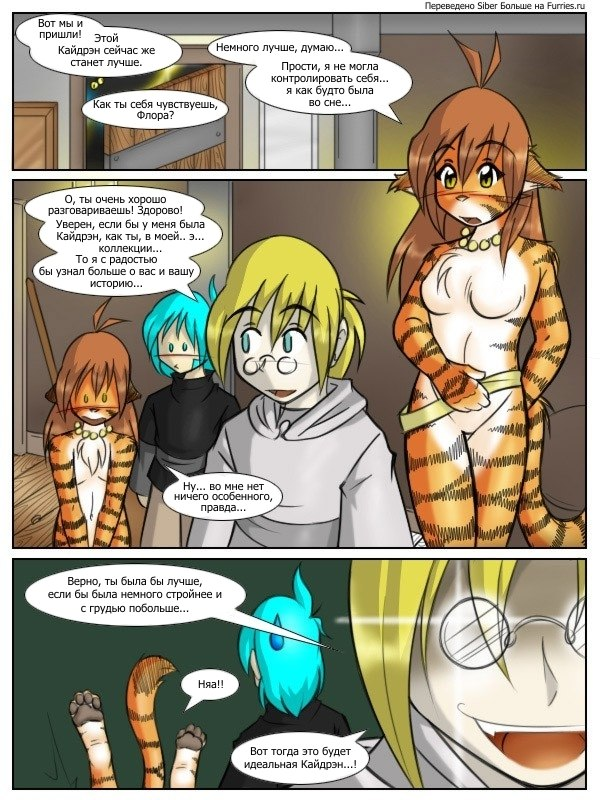 Переведено Siber Больше на Furries.ru
Вот мы и
пришли!
Этой
Кайдрэн сейчас же
станет лучше.
Немного лучше, думаю...
Прости, я не могла
контролировать себя...
я как будто была
во сне...
Как ты себя чувствуешь,
Флора?
О, ты очень хорошо
разговариваешь! Здорово!
Уверен, если бы у меня была
Кайдрэн, как ты, в моей.. э...
коллекции...
То я с радостью
бы узнал больше о вас и вашу
историю...
Ну... во мне нет
ничего особенного,
правда...
Верно, ты была бы лучше,
если бы была немного стройнее и
с грудью побольше...
Няа!!
Вот тогда это будет
идеальная Кайдрэн...!